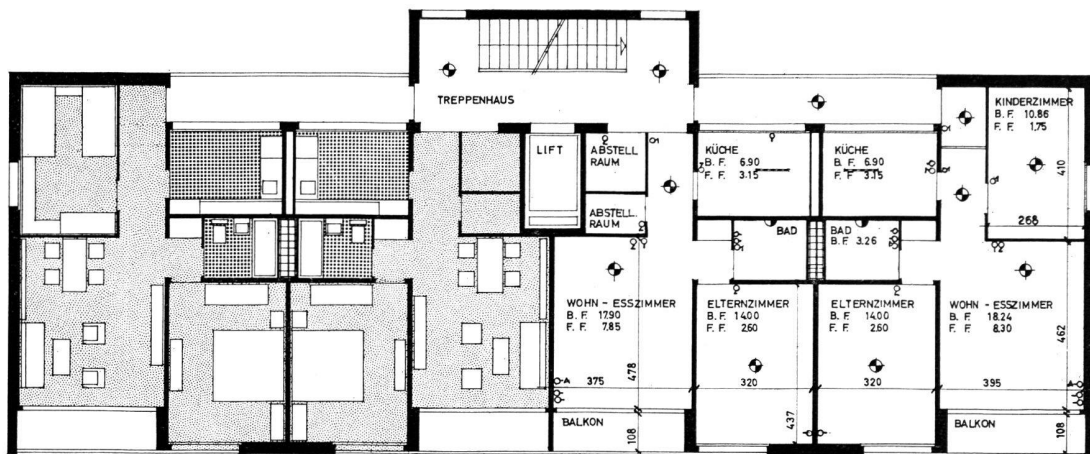 TREPPENHAUS
LIFT
ABSTELL
RAUM
ABSTELL.
RAUM
KÜCHE
B. F. 6.90
F. F. 3.15
KÜCHE
B. F. 6.90
F. F. 3.15
KINDERZIMMER
B. F. 10.86
F. F. 1,75
410
268
BAD
BAD
B. F. 3.26
WOHN - ESSZIMMER
B. F. 17.90
F. F. 7.85
ELTERNZIMMER
B. F. 14.00
F. F. 2.60
ELTERNZIMMER
B. F. 14.00
F. F. 2.60
WOHN - ESSZIMMER
B. F. 18.24
F. F. 8.30
375
478
320
320
395
462
437
BALKON
108
BALKON
108